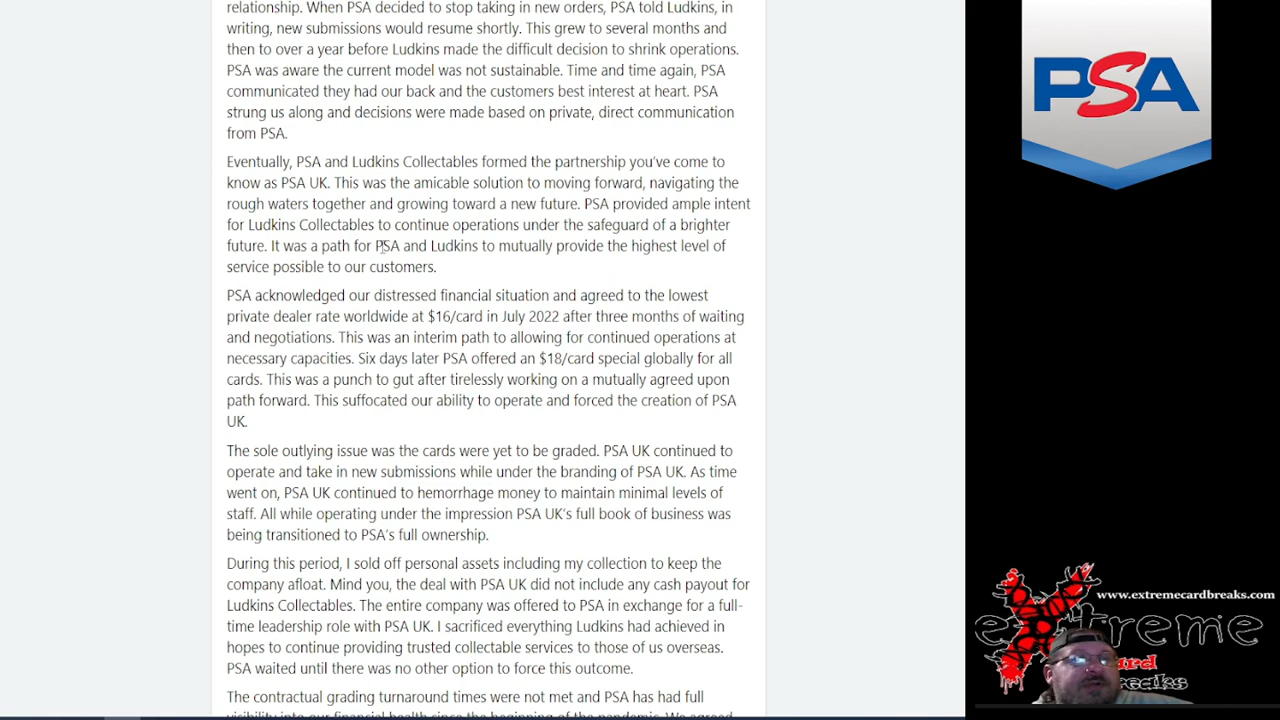 relationship. When PSA decided to stop taking in new orders, PSA told Ludkins, in
writing, new submissions would resume shortly. This grew to several months and
then to over a year before Ludkins made the difficult decision to shrink operations.
PSA was aware the current model was not sustainable. Time and time again, PSA
communicated they had our back and the customers best interest at heart. PSA
strung us along and decisions were made based on private, direct communication
from PSA.
Eventually, PSA and Ludkins Collectables formed the partnership you've come to
know as PSA UK. This was the amicable solution to moving forward, navigating the
rough waters together and growing toward a new future. PSA provided ample intent
for Ludkins Collectables to continue operations under the safeguard of a brighter
future. It was a path for PSA and Ludkins to mutually provide the highest level of
service possible to our customers.
PSA acknowledged our distressed financial situation and agreed to the lowest
private dealer rate worldwide at $16/card in July 2022 after three months of waiting
and negotiations. This was an interim path to allowing for continued operations at
necessary capacities. Six days later PSA offered an $18/card special globally for all
cards. This was a punch to gut after tirelessly working on a mutually agreed upon
path forward. This suffocated our ability to operate and forced the creation of PSA
UK.
The sole outlying issue was the cards were yet to be graded. PSA UK continued to
operate and take in new submissions while under the branding of PSA UK. As time
went on, PSA UK continued to hemorrhage money to maintain minimal levels of
staff. All while operating under the impression PSA UK's full book of business was
being transitioned to PSA's full ownership.
During this period, I sold off personal assets including my collection to keep the
company afloat. Mind you, the deal with PSA UK did not include any cash payout for
Ludkins Collectables. The entire company was offered to PSA in exchange for a full-
time leadership role with PSA UK. I sacrificed everything Ludkins had achieved in
hopes to continue providing trusted collectable services to those of us overseas.
PSA waited until there was no other option to force this outcome.
The contractual grading turnaround times were not met and PSA has had full
visibility into our financial health since the beginning of the pandemic. We agreed
PSA
www.extremecardbreaks.com
eXtreme
ard
reaks